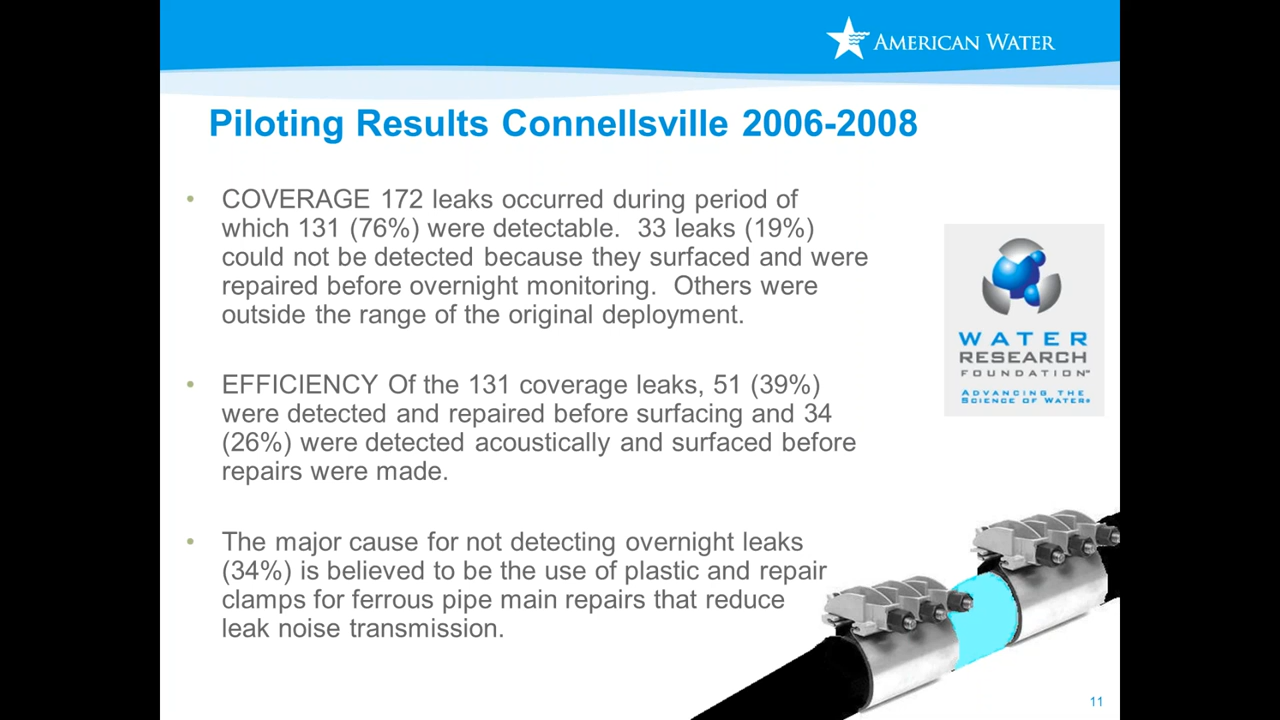 AMERICAN WATER
Piloting Results Connellsville 2006-2008
• COVERAGE 172 leaks occurred during period of
which 131 (76%) were detectable.  33 leaks (19%)
could not be detected because they surfaced and were
repaired before overnight monitoring.  Others were
outside the range of the original deployment.
WATER
RESEARCH
FOUNDATION™
ADVANCING THE
SCIENCE OF WATER®
• EFFICIENCY Of the 131 coverage leaks, 51 (39%)
were detected and repaired before surfacing and 34
(26%) were detected acoustically and surfaced before
repairs were made.
• The major cause for not detecting overnight leaks
(34%) is believed to be the use of plastic and repair
clamps for ferrous pipe main repairs that reduce
leak noise transmission.
11